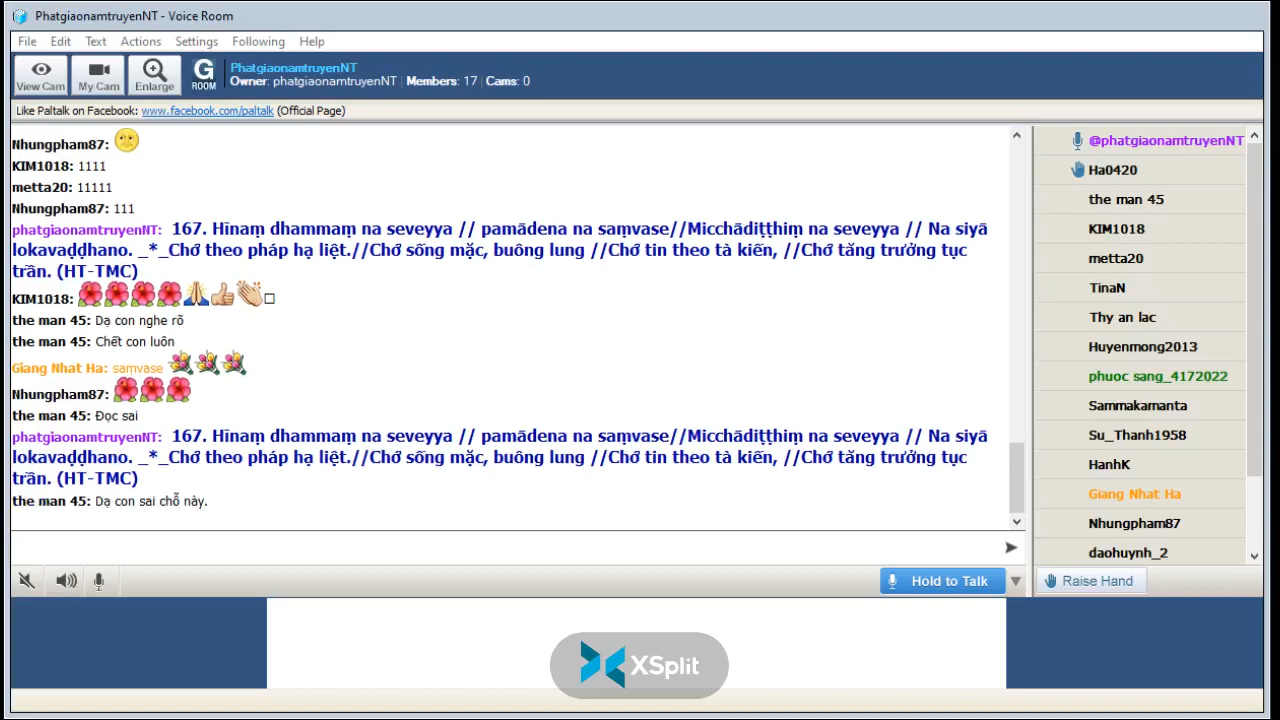 PhatgiaonamtruyenNT - Voice Room
File Edit Text Actions Settings Following Help
View Cam My Cam Enlarge G ROOM
PhatgiaonamtruyenNT
Owner: phatgiaonamtruyenNT | Members: 17 | Cams: 0
Like Paltalk on Facebook: www.facebook.com/paltalk (Official Page)
Nhungpham87:
KIM1018: 1111
metta20: 11111
Nhungpham87: 111
phatgiaonamtruyenNT: 167. Hīnaṃ dhammaṃ na seveyya // pamādena na saṃvase//Micchādiṭṭhiṃ na seveyya // Na siyā
lokavaḍḍhano. _*_Chớ theo pháp hạ liệt.//Chớ sống mặc, buông lung //Chớ tin theo tà kiến, //Chớ tăng trưởng tục
trần. (HT-TMC)
KIM1018:
the man 45: Dạ con nghe rõ
the man 45: Chết con luôn
Giang Nhat Ha: saṃvase
Nhungpham87:
the man 45: Đọc sai
phatgiaonamtruyenNT: 167. Hīnaṃ dhammaṃ na seveyya // pamādena na saṃvase//Micchādiṭṭhiṃ na seveyya // Na siyā
lokavaḍḍhano. _*_Chớ theo pháp hạ liệt.//Chớ sống mặc, buông lung //Chớ tin theo tà kiến, //Chớ tăng trưởng tục
trần. (HT-TMC)
the man 45: Dạ con sai chỗ này.
@phatgiaonamtruyenNT
Ha0420
the man 45
KIM1018
metta20
TinaN
Thy an lac
Huyenmong2013
phuoc sang_4172022
Sammakamanta
Su_Thanh1958
HanhK
Giang Nhat Ha
Nhungpham87
daohuynh_2
Hold to Talk
Raise Hand
XSplit